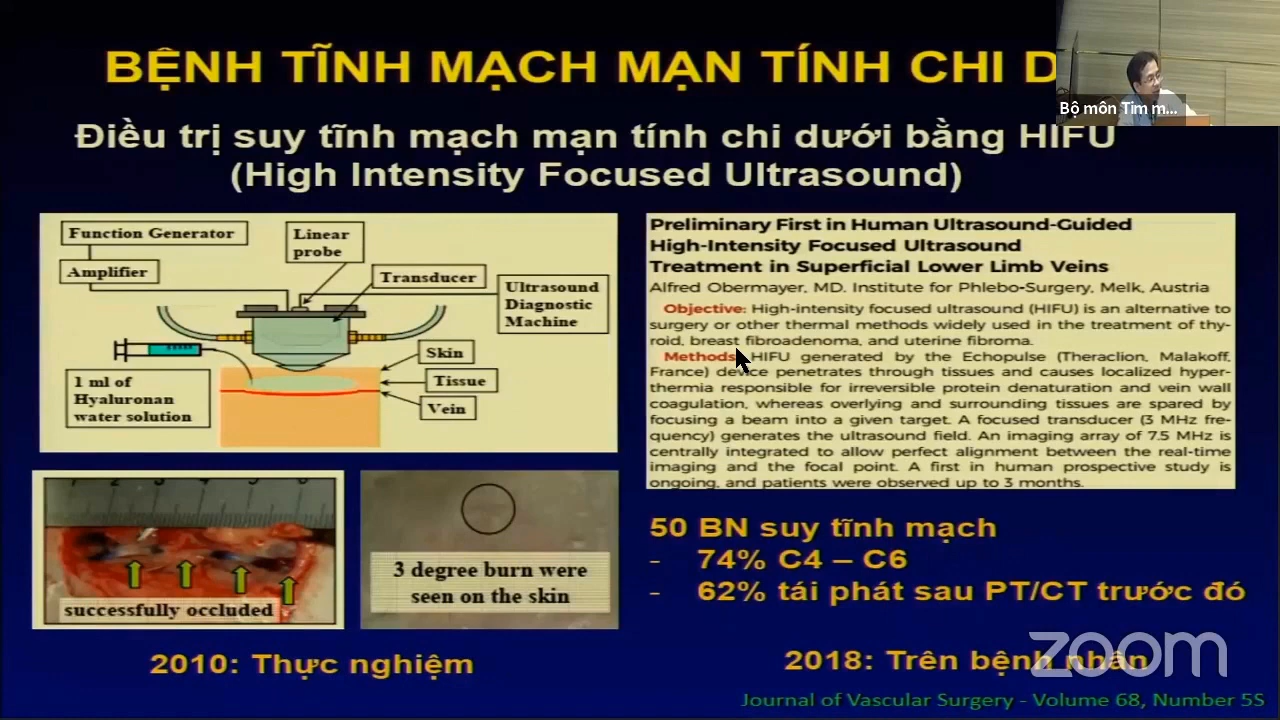 BỆNH TĨNH MẠCH MẠN TÍNH CHI D
Bộ môn Tim m...
Điều trị suy tĩnh mạch mạn tính chi dưới bằng HIFU
(High Intensity Focused Ultrasound)
Function Generator
Amplifier
Linear
probe
Transducer
Ultrasound
Diagnostic
Machine
Skin
Tissue
Vein
1 ml of
Hyaluronan
water solution
2 3 4 5 6
successfully occluded
3 degree burn were
seen on the skin
2010: Thực nghiệm
Preliminary First in Human Ultrasound-Guided
High-Intensity Focused Ultrasound
Treatment in Superficial Lower Limb Veins
Alfred Obermayer, MD. Institute for Phlebo-Surgery, Melk, Austria
Objective: High-intensity focused ultrasound (HIFU) is an alternative to
surgery or other thermal methods widely used in the treatment of thy-
roid, breast fibroadenoma, and uterine fibroma.
Methods: HIFU generated by the Echopulse (Theraclion, Malakoff,
France) device penetrates through tissues and causes localized hyper-
thermia responsible for irreversible protein denaturation and vein wall
coagulation, whereas overlying and surrounding tissues are spared by
focusing a beam into a given target. A focused transducer (3 MHz fre-
quency) generates the ultrasound field. An imaging array of 7.5 MHz is
centrally integrated to allow perfect alignment between the real-time
imaging and the focal point. A first in human prospective study is
ongoing, and patients were observed up to 3 months.
50 BN suy tĩnh mạch
- 74% C4 – C6
- 62% tái phát sau PT/CT trước đó
2018: Trên bệnh nhân
zoom
Journal of Vascular Surgery - Volume 68, Number 5S